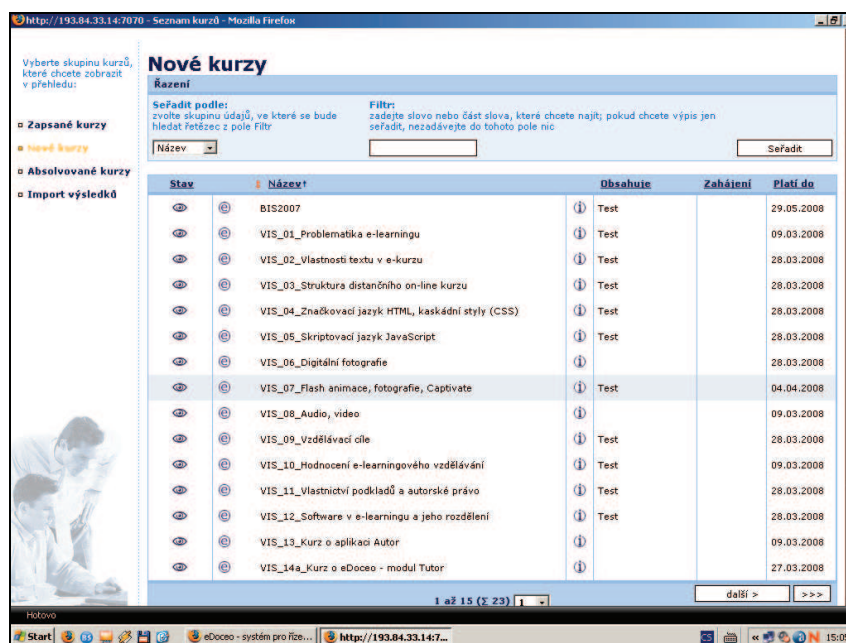 http://193.84.33.14:7070 - Seznam kurzů - Mozilla Firefox
Vyberte skupinu kurzů,
které chcete zobrazit
v přehledu:
Zapsané kurzy
Nové kurzy
Absolvované kurzy
Import výsledků
Nové kurzy
Řazení
Seřadit podle:
zvolte skupinu údajů, ve které se bude
hledat řetězec z pole Filtr
Název
Filtr:
zadejte slovo nebo část slova, které chcete najit; pokud chcete výpis jen
seřadit, nezadávejte do tohoto pole nic
Seřadit
Stav Název↑ Obsahuje Zahájení Platí do
BIS2007 Test 29.05.2008
VIS_01_Problematika e-learningu Test 09.03.2008
VIS_02_Vlastnosti textu v e-kurzu Test 28.03.2008
VIS_03_Struktura distančního on-line kurzu Test 28.03.2008
VIS_04_Značkovací jazyk HTML, kaskádní styly (CSS) Test 28.03.2008
VIS_05_Skriptovací jazyk JavaScript Test 28.03.2008
VIS_06_Digitální fotografie 28.03.2008
VIS_07_Flash animace, fotografie, Captivate Test 04.04.2008
VIS_08_Audio, video 09.03.2008
VIS_09_Vzdělávací cíle Test 28.03.2008
VIS_10_Hodnocení e-learningového vzdělávání Test 09.03.2008
VIS_11_Vlastnictví podkladů a autorské právo Test 28.03.2008
VIS_12_Software v e-learningu a jeho rozdělení Test 28.03.2008
VIS_13_Kurz o aplikaci Autor 09.03.2008
VIS_14a_Kurz o eDoceo - modul Tutor 27.03.2008
1 až 15 (Σ 23) 1
další > >>>
Hotovo
Start eDoceo - systém pro říze... http://193.84.33.14:7... CS « N